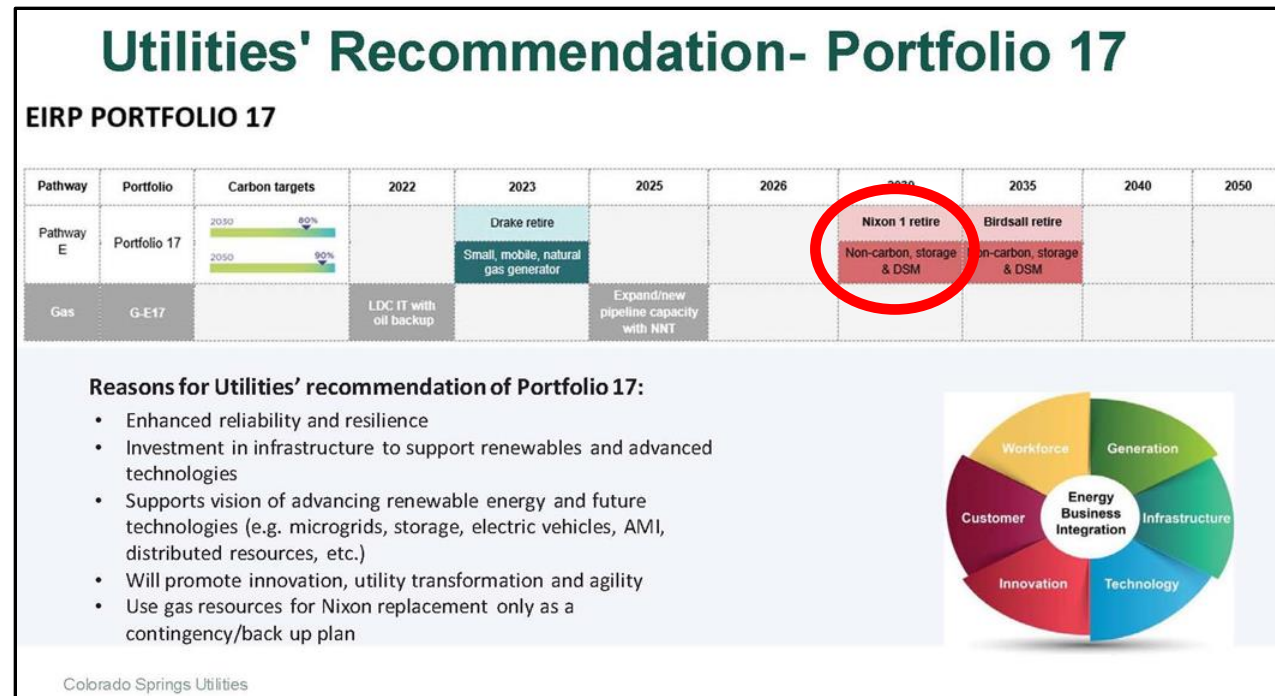 Utilities' Recommendation- Portfolio 17
EIRP PORTFOLIO 17
Pathway Portfolio Carbon targets 2022 2023 2025 2026 2030 2035 2040 2050
Pathway E
Portfolio 17
2030 80%
2050 90%
Drake retire
Small, mobile, natural
gas generator
Nixon 1 retire
Non-carbon, storage
& DSM
Birdsall retire
Non-carbon, storage
& DSM
Gas
G-E17
LDC IT with
oil backup
Expand/new
pipeline capacity
with NNT
Reasons for Utilities’ recommendation of Portfolio 17:
• Enhanced reliability and resilience
• Investment in infrastructure to support renewables and advanced
technologies
• Supports vision of advancing renewable energy and future
technologies (e.g. microgrids, storage, electric vehicles, AMI,
distributed resources, etc.)
• Will promote innovation, utility transformation and agility
• Use gas resources for Nixon replacement only as a
contingency/back up plan
Workforce
Generation
Customer
Energy
Business
Integration
Infrastructure
Innovation
Technology
Colorado Springs Utilities